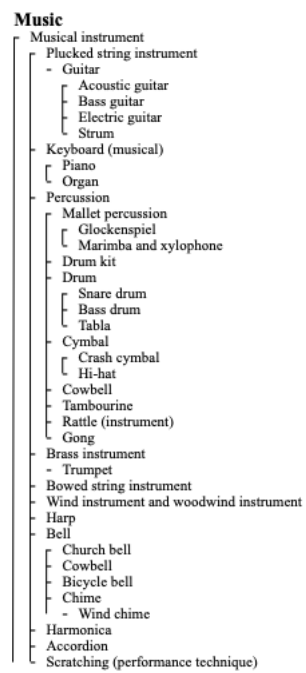 Music
Musical instrument
Plucked string instrument
Guitar
Acoustic guitar
Bass guitar
Electric guitar
Strum
Keyboard (musical)
Piano
Organ
Percussion
Mallet percussion
Glockenspiel
Marimba and xylophone
Drum kit
Drum
Snare drum
Bass drum
Tabla
Cymbal
Crash cymbal
Hi-hat
Cowbell
Tambourine
Rattle (instrument)
Gong
Brass instrument
Trumpet
Bowed string instrument
Wind instrument and woodwind instrument
Harp
Bell
Church bell
Cowbell
Bicycle bell
Chime
Wind chime
Harmonica
Accordion
Scratching (performance technique)